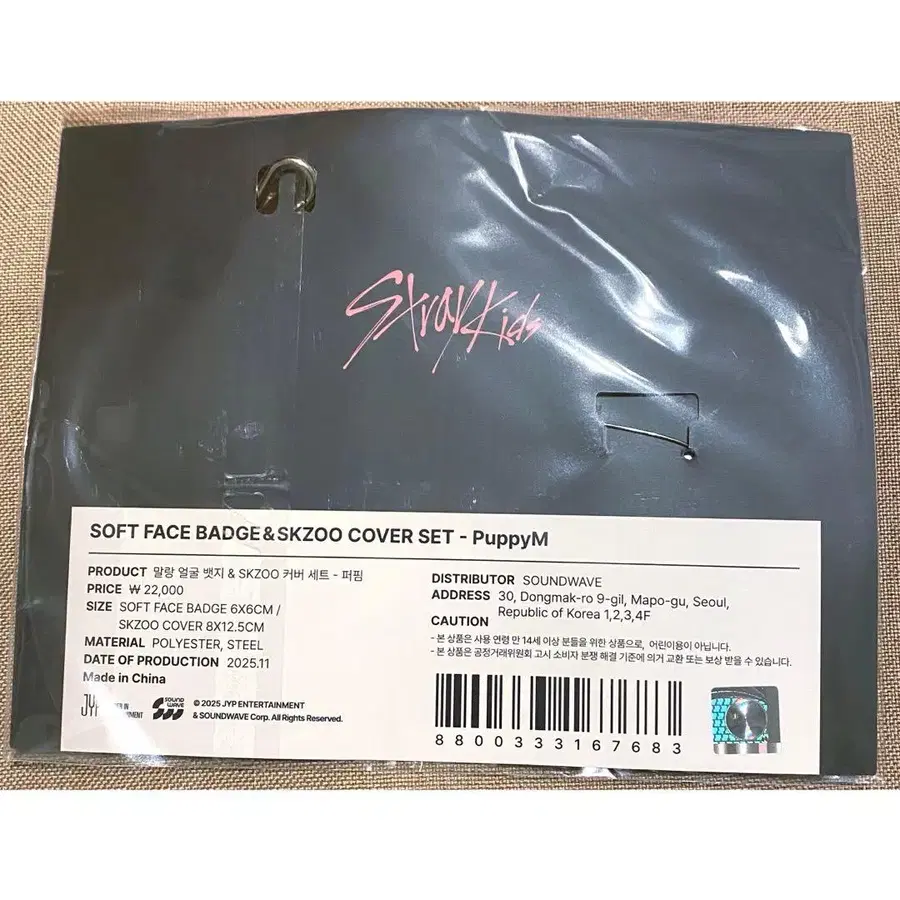 Stray Kids
SOFT FACE BADGE&SKZOO COVER SET - PuppyM
PRODUCT 말랑 얼굴 뱃지 & SKZOO 커버 세트 - 퍼핌
PRICE ₩ 22,000
SIZE SOFT FACE BADGE 6X6CM /
SKZOO COVER 8X12.5CM
MATERIAL POLYESTER, STEEL
DATE OF PRODUCTION 2025.11
Made in China
JYP
SOUND WAVE
© 2025 JYP ENTERTAINMENT
& SOUNDWAVE Corp. All Rights Reserved.
DISTRIBUTOR SOUNDWAVE
ADDRESS 30, Dongmak-ro 9-gil, Mapo-gu, Seoul,
Republic of Korea 1,2,3,4F
CAUTION
- 본 상품은 사용 연령 만 14세 이상 분들을 위한 상품으로, 어린이용이 아닙니다.
- 본 상품은 공정거래위원회 고시 소비자 분쟁 해결 기준에 의거 교환 또는 보상 받을 수 있습니다.
8800333167683